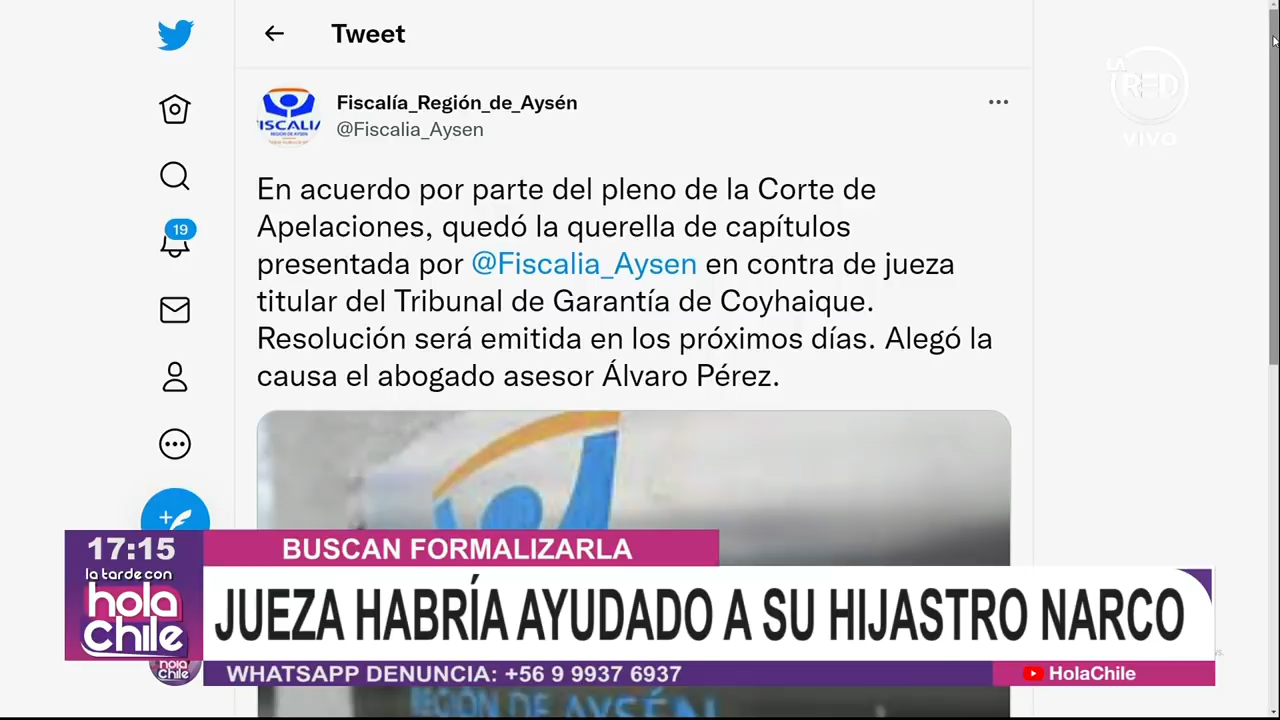 Tweet
Fiscalía_Región_de_Aysén
@Fiscalia_Aysen
FISCALIA
En acuerdo por parte del pleno de la Corte de
Apelaciones, quedó la querella de capítulos
presentada por @Fiscalia_Aysen en contra de jueza
titular del Tribunal de Garantía de Coyhaique.
Resolución será emitida en los próximos días. Alegó la
causa el abogado asesor Álvaro Pérez.
19
LA RED
VIVO
17:15
la tarde con
hola
chile
hola
chile
BUSCAN FORMALIZARLA
JUEZA HABRÍA AYUDADO A SU HIJASTRO NARCO
WHATSAPP DENUNCIA: +56 9 9937 6937
HolaChile
REGIÓN DE AYSÉN